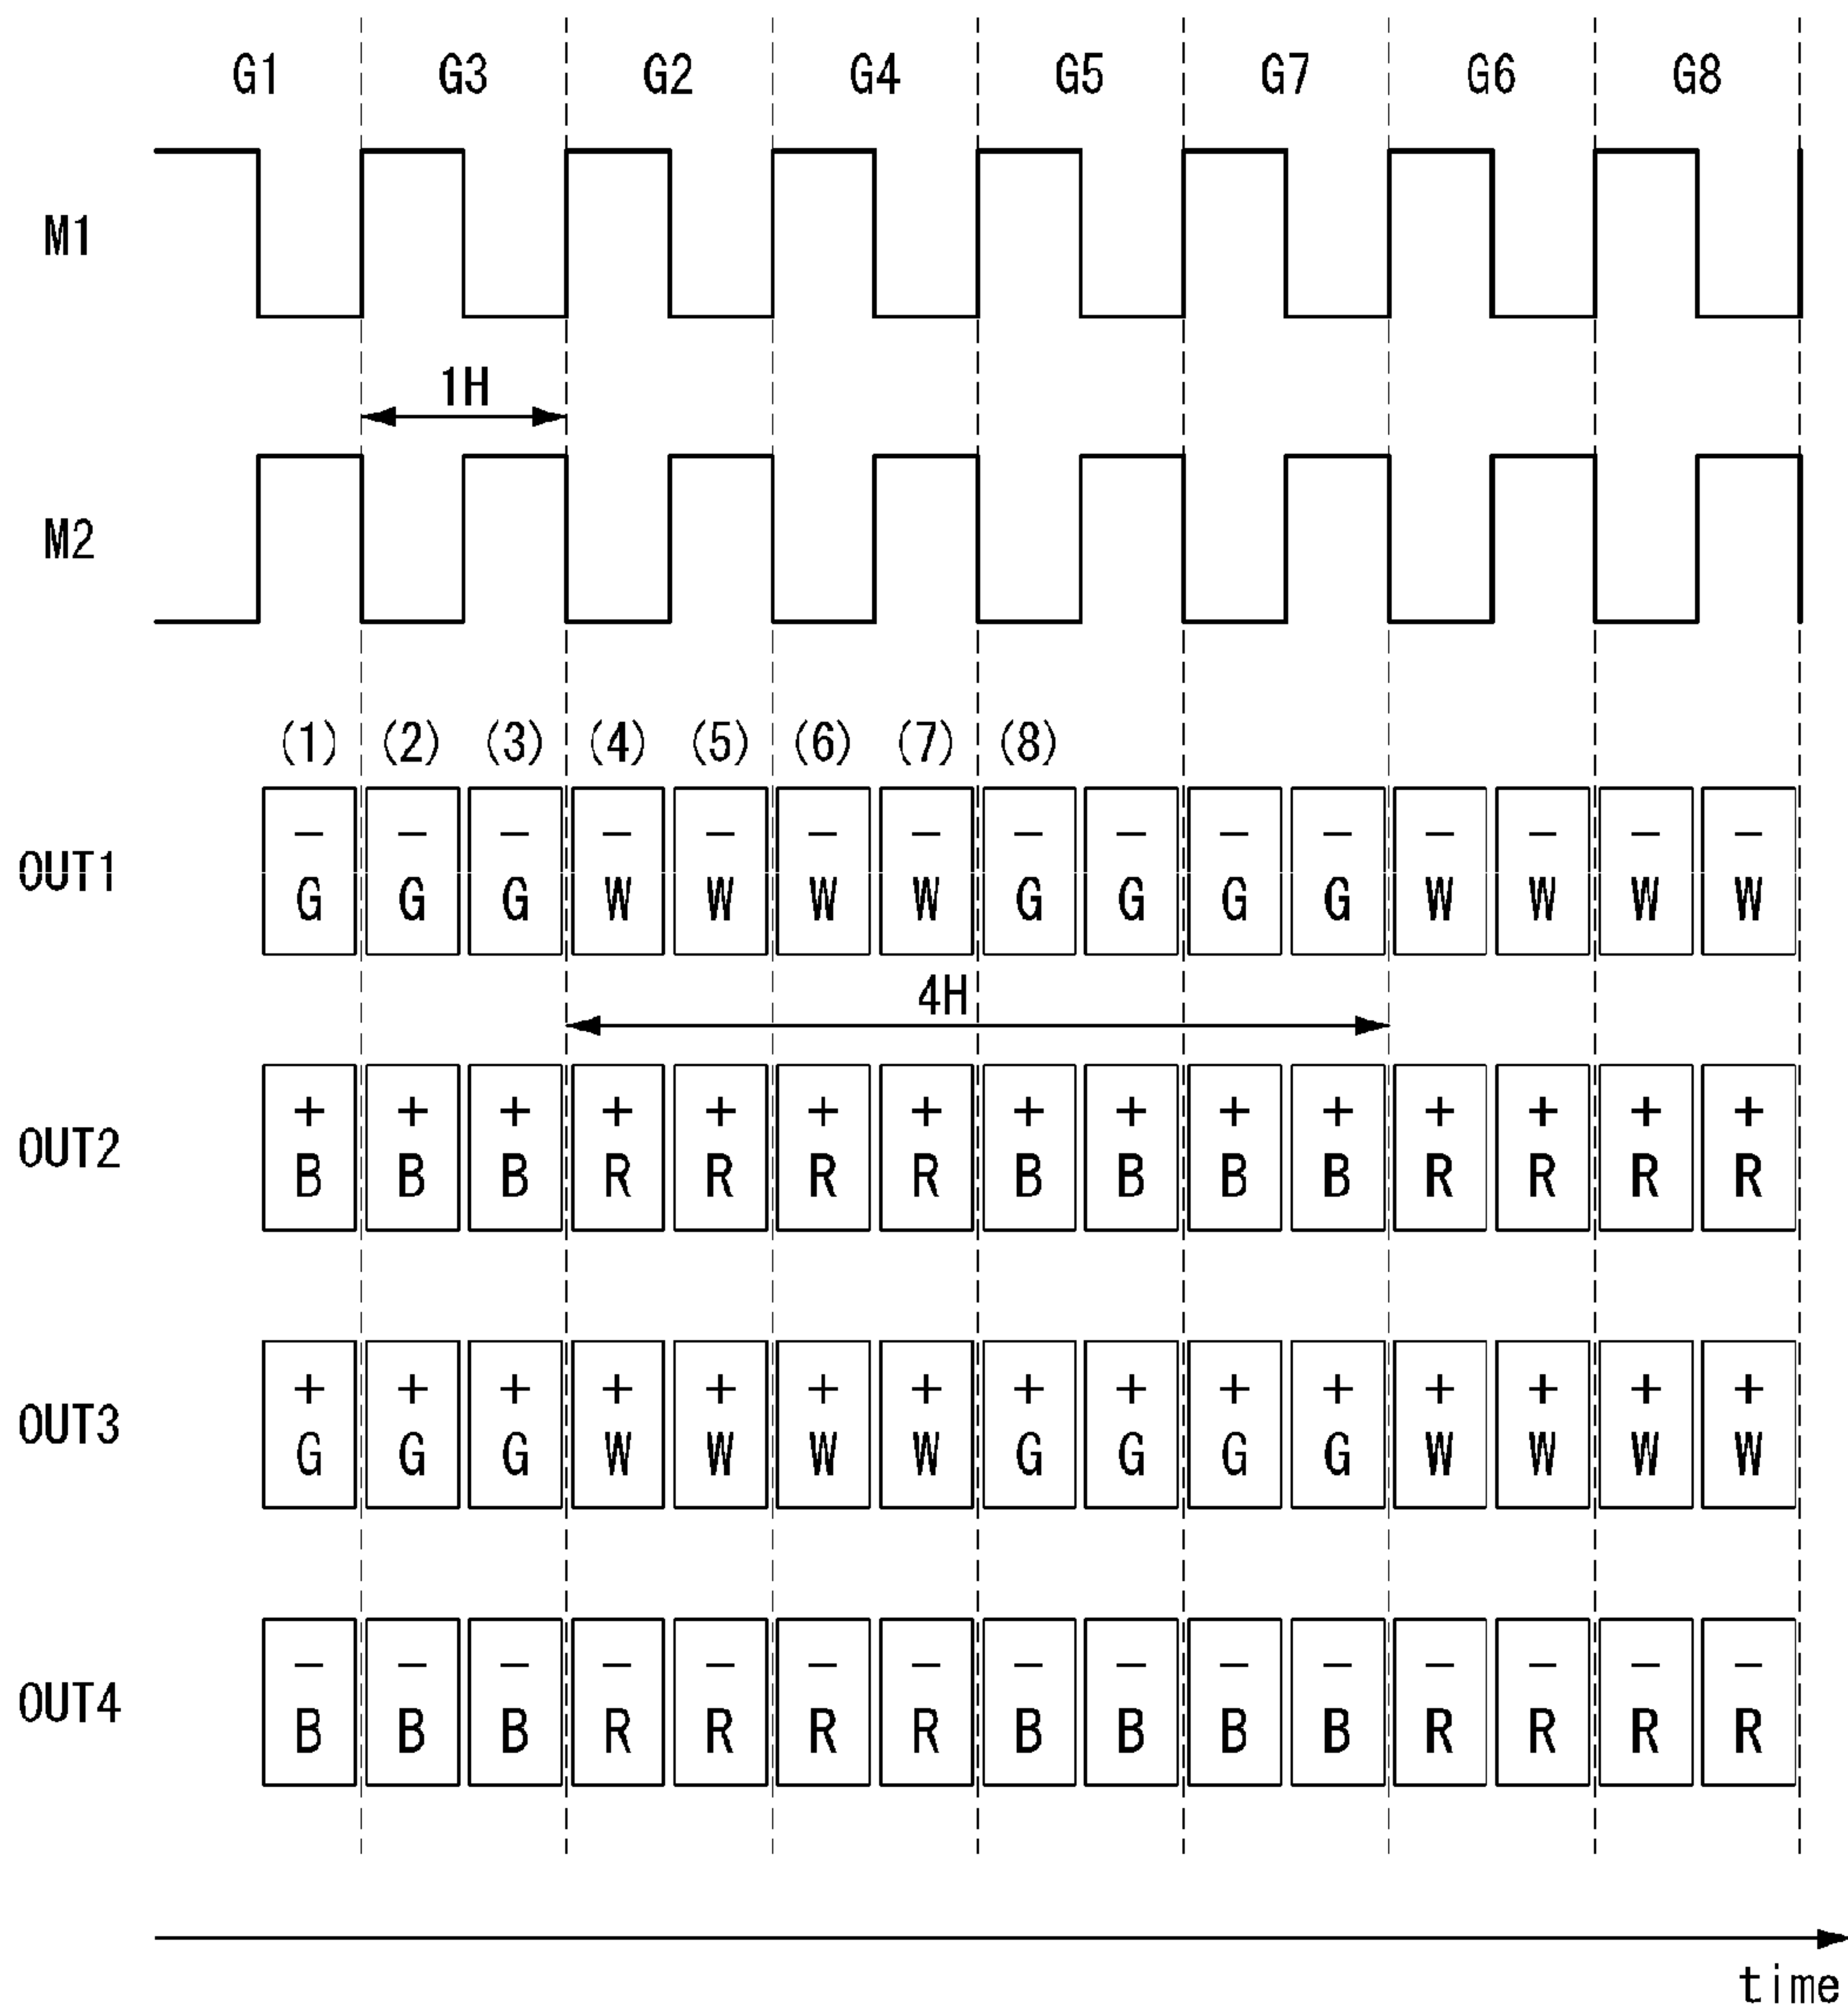 G1 G3 G2 G4 G5 G7 G6 G8
M1
1H
M2
(1) (2) (3) (4) (5) (6) (7) (8)
− − − − − − − − − − − − − − −
OUT1
G G G W W W W G G G G W W W W
4H
+ + + + + + + + + + + + + + +
OUT2
B B B R R R R B B B B R R R R
+ + + + + + + + + + + + + + +
OUT3
G G G W W W W G G G G W W W W
− − − − − − − − − − − − − − −
OUT4
B B B R R R R B B B B R R R R
time